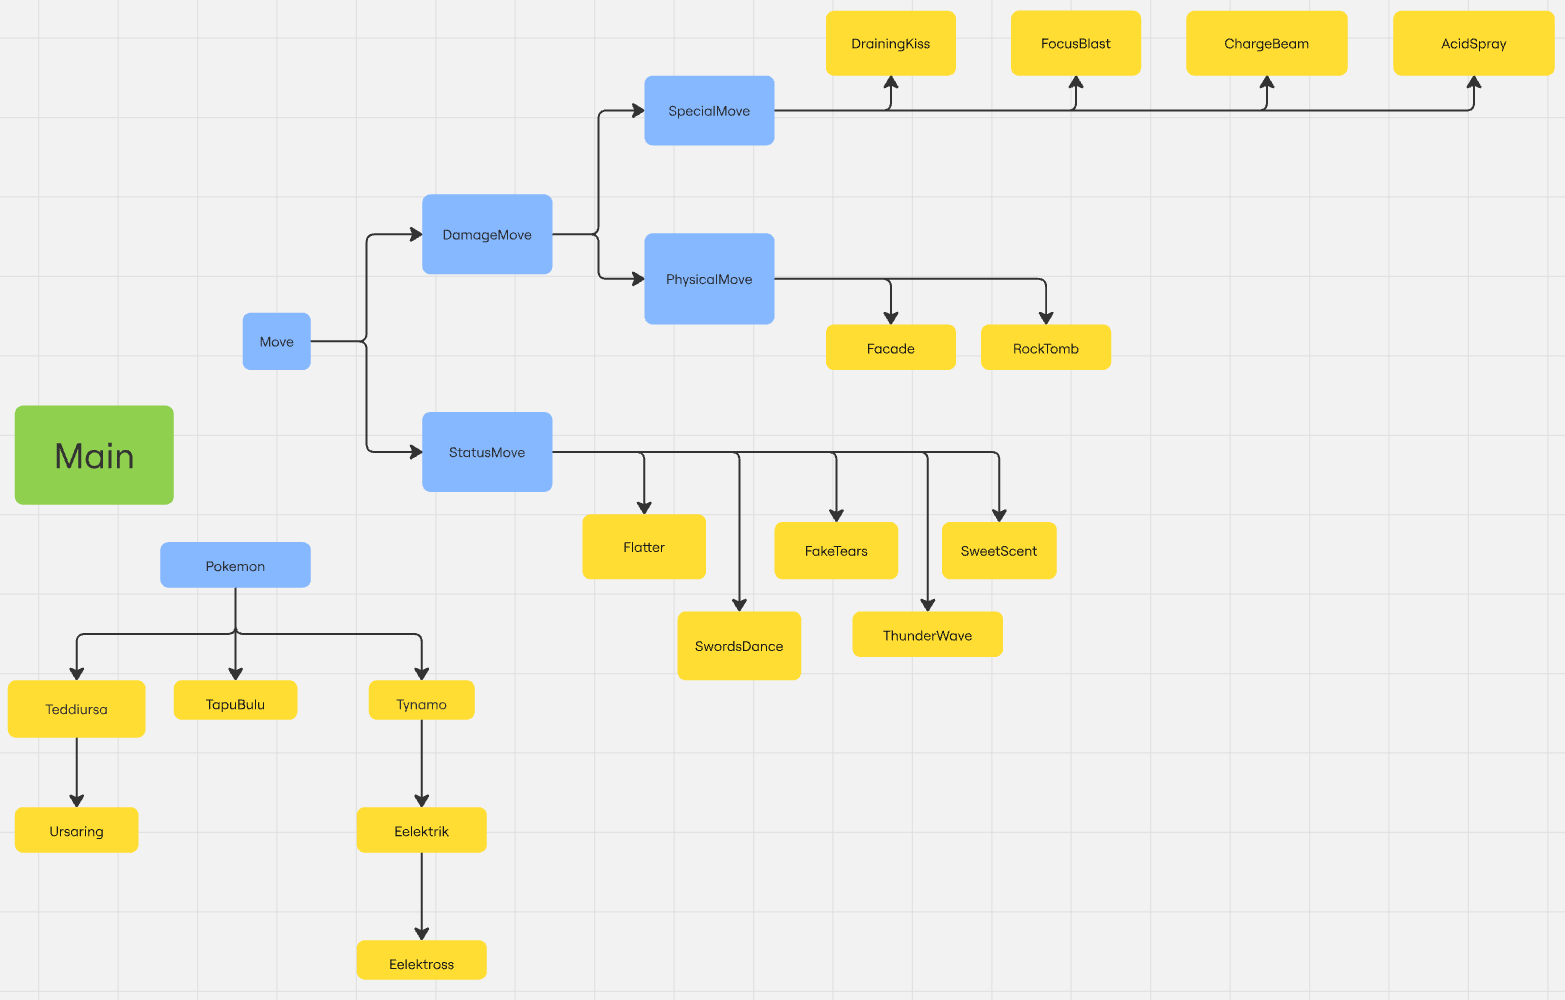 DrainingKiss
FocusBlast
ChargeBeam
AcidSpray
SpecialMove
DamageMove
PhysicalMove
Move
Facade
RockTomb
Main
StatusMove
Flatter
FakeTears
SweetScent
Pokemon
SwordsDance
ThunderWave
Teddiursa
TapuBulu
Tynamo
Ursaring
Eelektrik
Eelektross